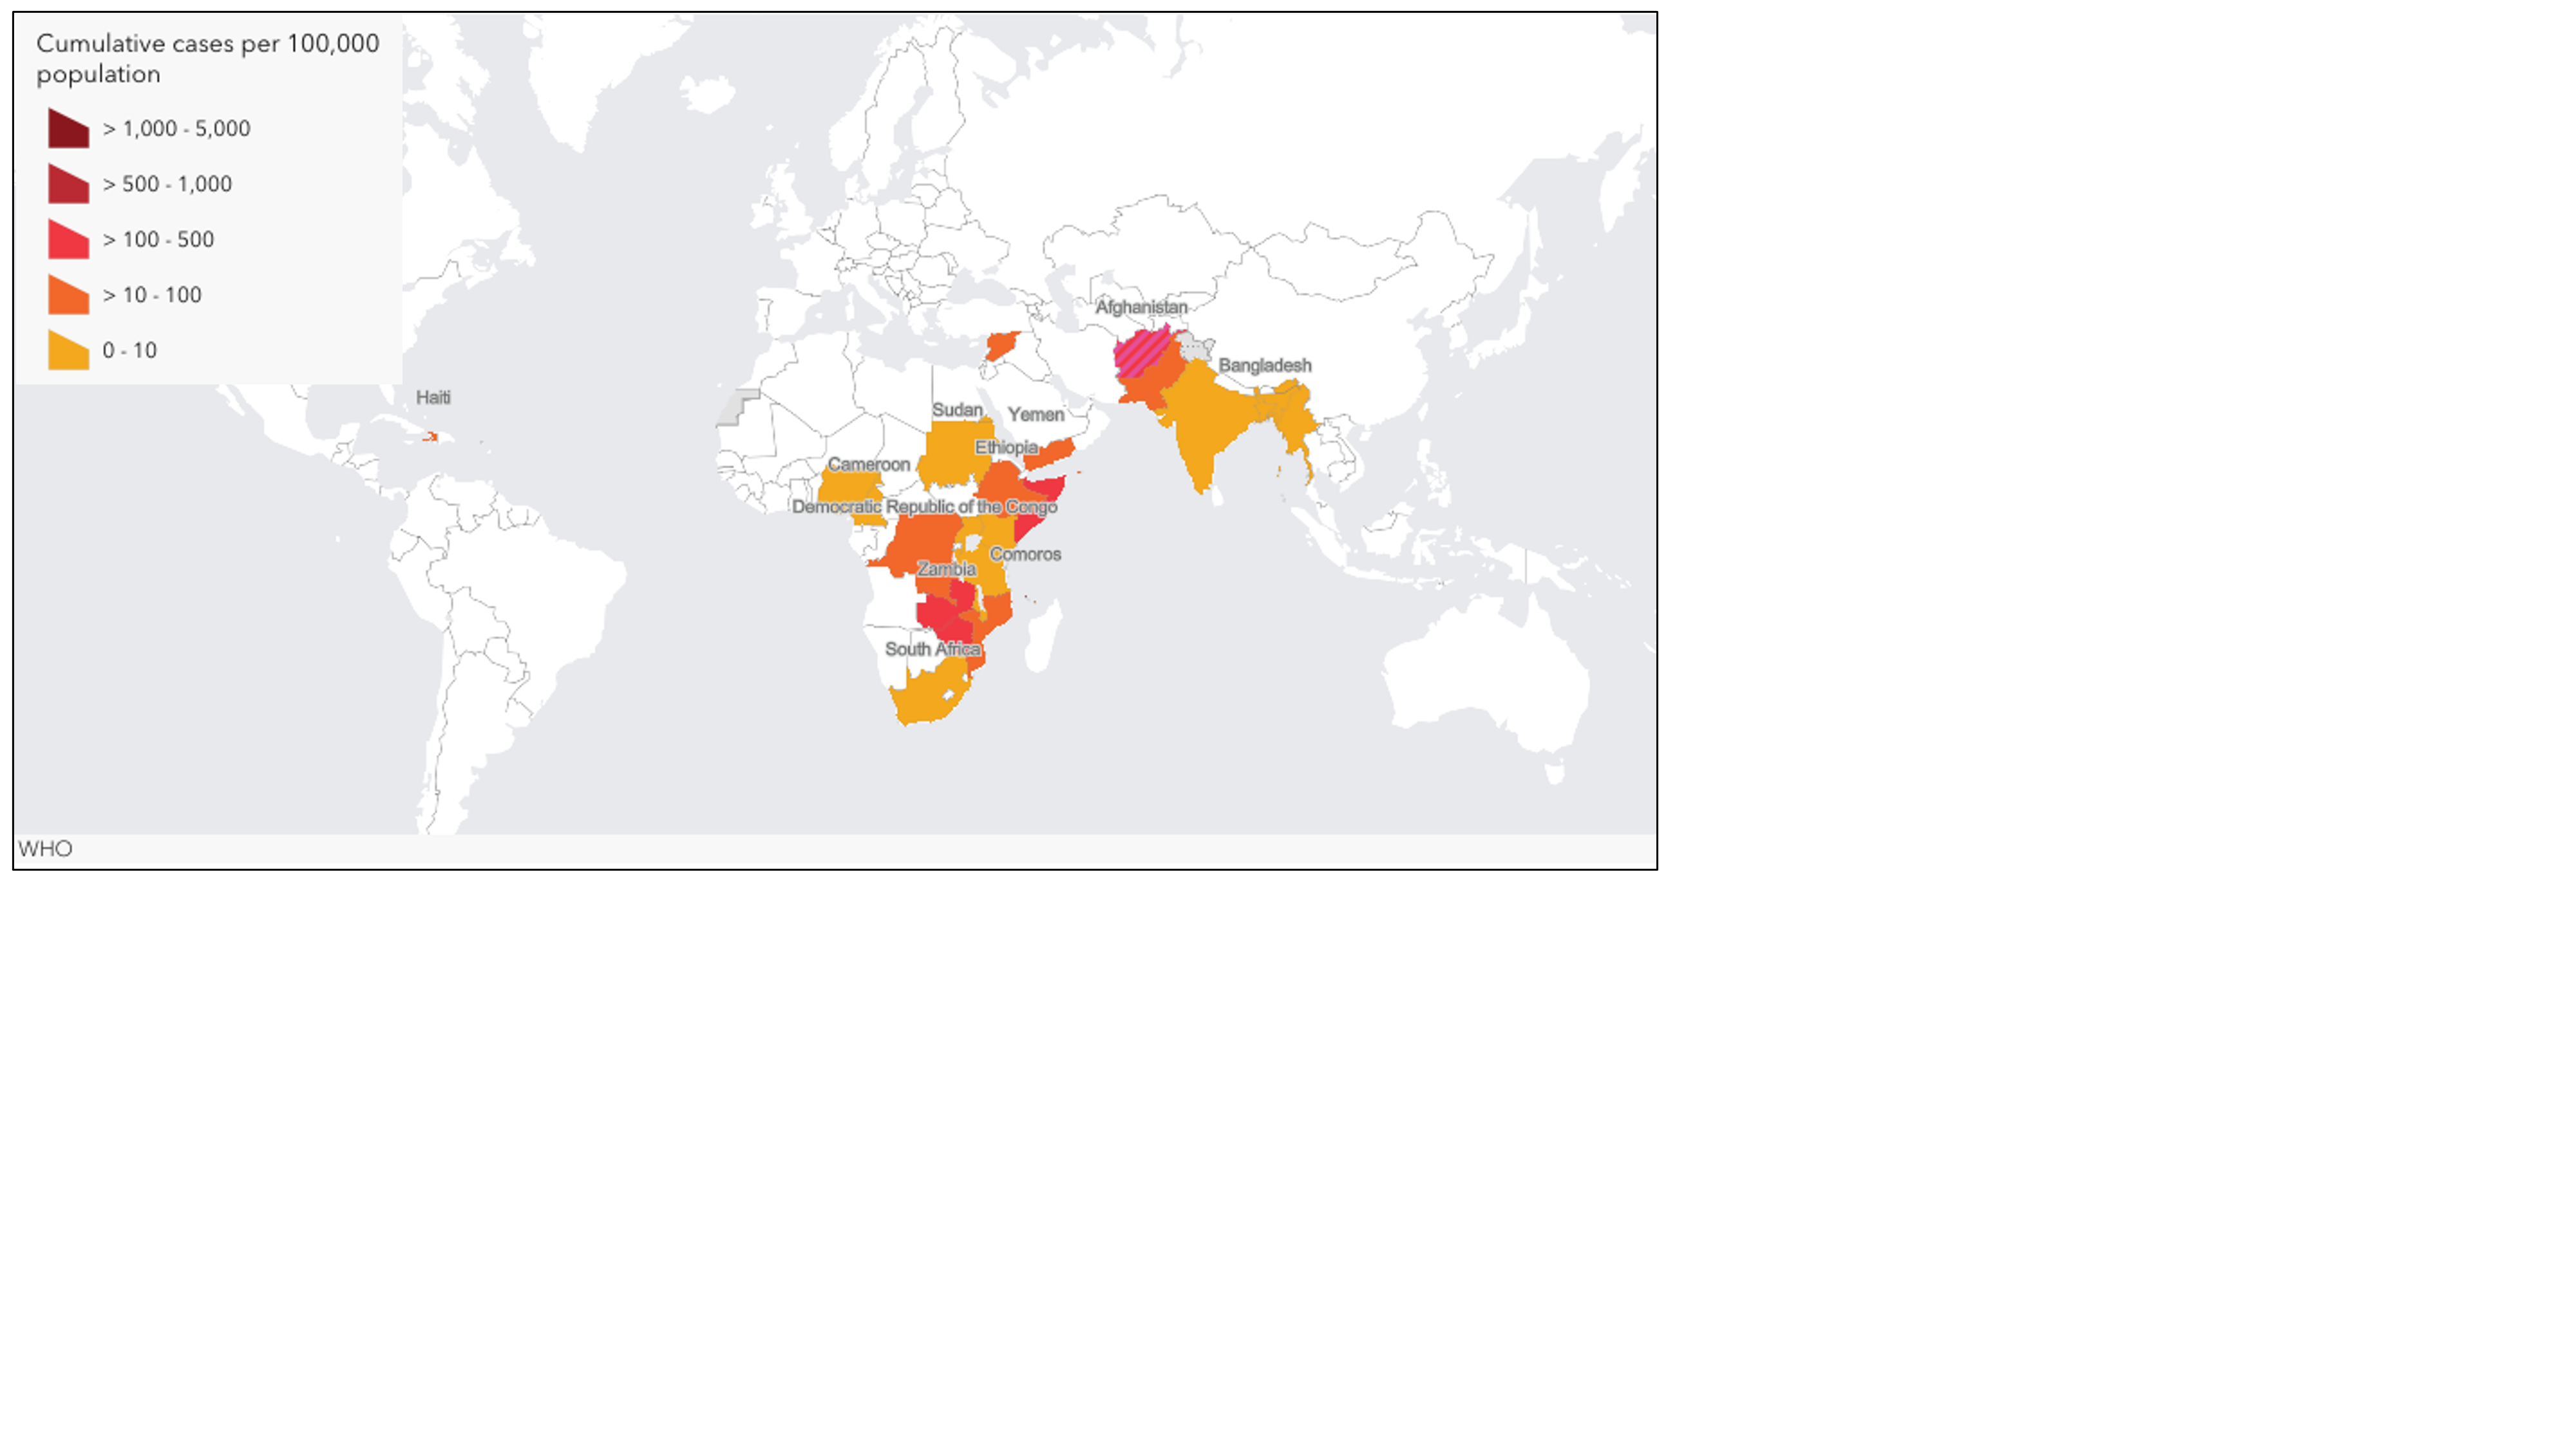 Cumulative cases per 100,000
population
> 1,000 - 5,000
> 500 - 1,000
> 100 - 500
> 10 - 100
0 - 10
Afghanistan
Bangladesh
Haiti
Sudan
Yemen
Ethiopia
Cameroon
Democratic Republic of the Congo
Comoros
Zambia
South Africa
WHO